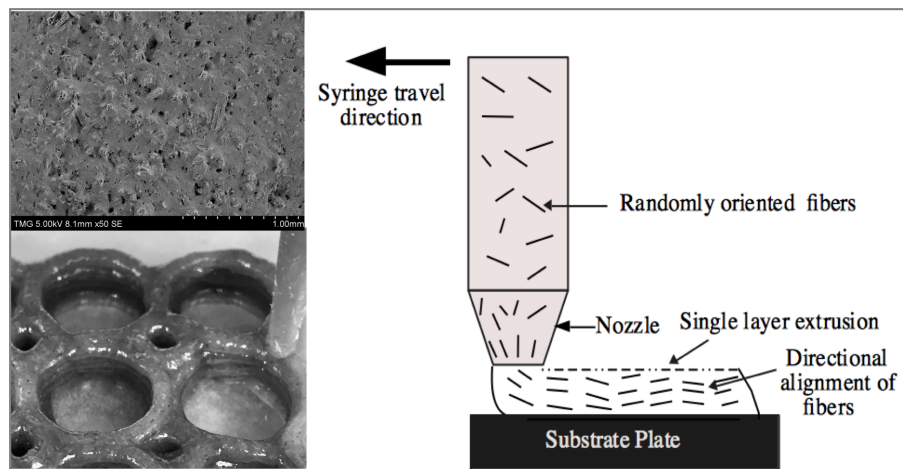 TMG 5.00kV 8.1mm x50 SE 1.00mm
Syringe travel
direction
Randomly oriented fibers
Nozzle
Single layer extrusion
Directional
alignment of
fibers
Substrate Plate